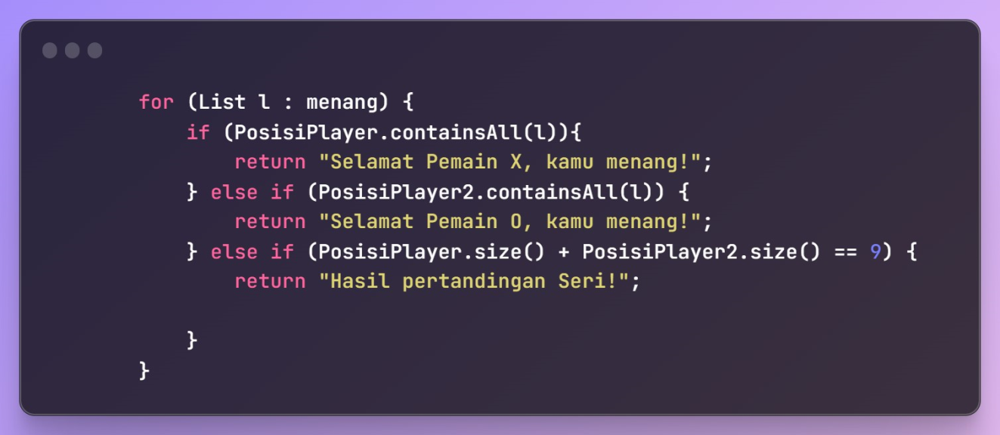 for (List l : menang) {
    if (PosisiPlayer.containsAll(l)){
        return "Selamat Pemain X, kamu menang!";
    } else if (PosisiPlayer2.containsAll(l)) {
        return "Selamat Pemain O, kamu menang!";
    } else if (PosisiPlayer.size() + PosisiPlayer2.size() == 9) {
        return "Hasil pertandingan Seri!";
    }
}